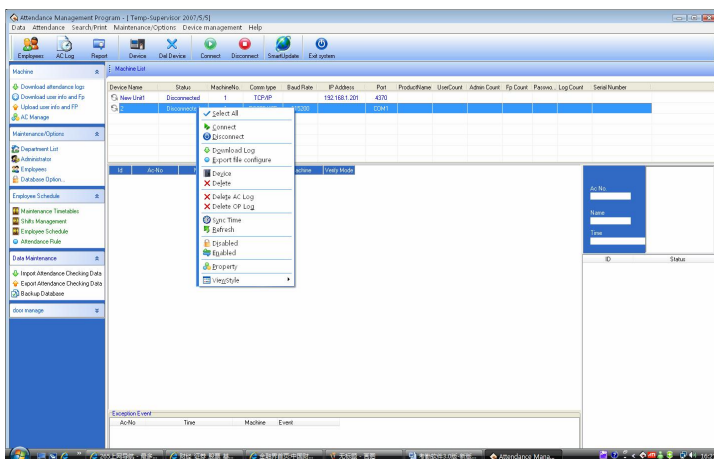 Attendance Management Program - [ Temp-Supervisor 2007/5/5]
Data Attendance Search/Print Maintenance/Options Device management Help
Employees AC Log Report Device Del Device Connect Disconnect SmartUpdate Exit system
Machine
Download attendance logs
Download user info and Fp
Upload user info and FP
AC Manage
Maintenance/Options
Department List
Administrator
Employees
Database Option...
Employee Schedule
Maintenance Timetables
Shifts Management
Employee Schedule
Attendance Rule
Data Maintenance
Import Attendance Checking Data
Export Attendance Checking Data
Backup Database
door manage
Machine List
Device Name Status MachineNo. Comm type Baud Rate IP Address Port ProductName UserCount Admin Count Fp Count Passwo... Log Count Serial Number
New Unit1 Disconnected 1 TCP/IP 192.168.1.201 4370
2 Disconnecte 15200 COM1
Select All
Connect
Disconnect
Download Log
Export file configure
Device
Delete
Delete AC Log
Delete OP Log
Sync Time
Refresh
Disabled
Enabled
Property
ViewStyle
Id Ac-No achine Verify Mode
Ac No.
Name
Time
ID Status
Exception Event
Ac-No Time Machine Event
Attendance Mana...
16:2